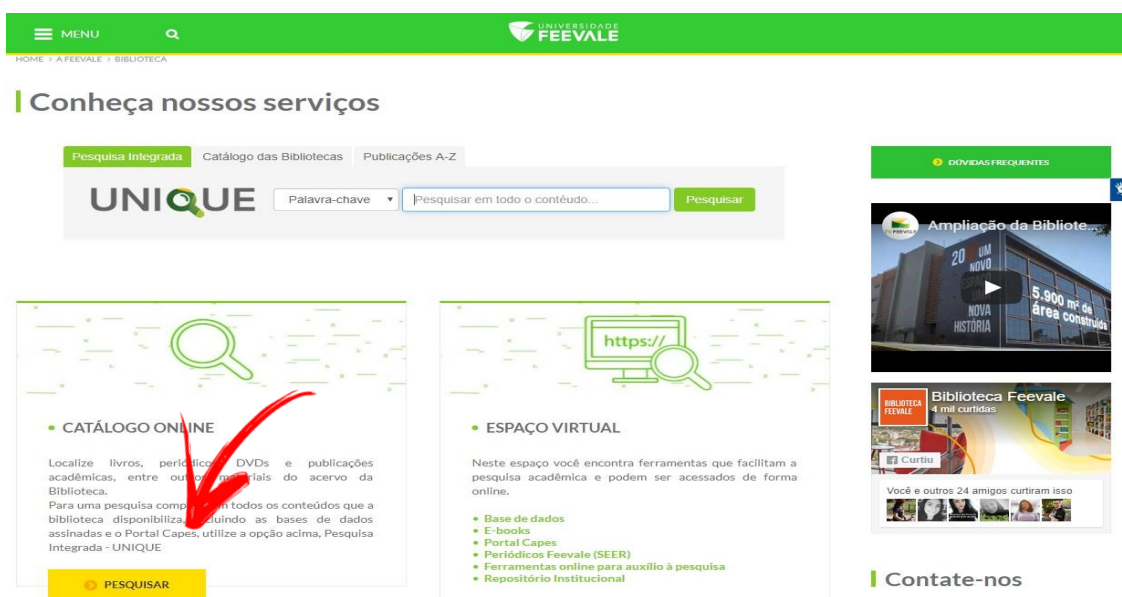 MENU
UNIVERSIDADE
FEEVALE
HOME > A FEEVALE > BIBLIOTECA
Conheça nossos serviços
Pesquisa Integrada
Catálogo das Bibliotecas
Publicações A-Z
UNIQUE
Palavra-chave
Pesquisar em todo o contéudo...
Pesquisar
https://
• CATÁLOGO ONLINE
Localize livros, periódicos, DVDs e publicações
acadêmicas, entre outros materiais do acervo da
Biblioteca.
Para uma pesquisa em todos os conteúdos que a
biblioteca disponibiliza, incluindo as bases de dados
assinadas e o Portal Capes, utilize a opção acima, Pesquisa
Integrada - UNIQUE
PESQUISAR
• ESPAÇO VIRTUAL
Neste espaço você encontra ferramentas que facilitam a
pesquisa acadêmica e podem ser acessados de forma
online.
• Base de dados
• E-books
• Portal Capes
• Periódicos Feevale (SEER)
• Ferramentas online para auxílio à pesquisa
• Repositório Institucional
DÚVIDAS FREQUENTES
TV FEEVALE
Ampliação da Bibliote...
UM
NOVO
NOVA
HISTÓRIA
5.900 m² de
área construída
BIBLIOTECA
FEEVALE
Biblioteca Feevale
4 mil curtidas
Curtiu
Você e outros 24 amigos curtiram isso
Contate-nos